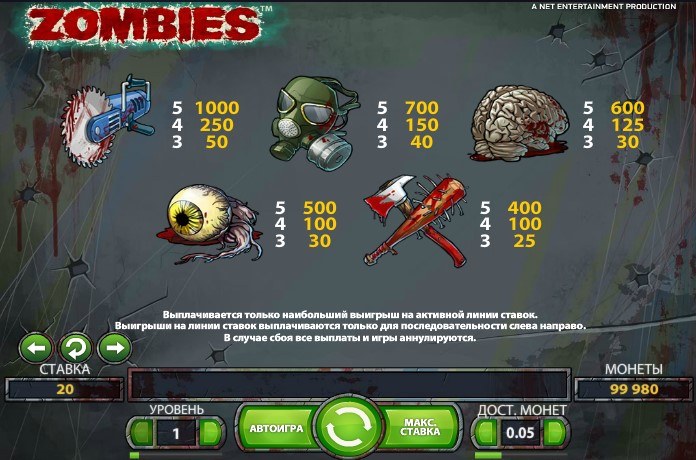 ZOMBIES™
A NET ENTERTAINMENT PRODUCTION
5 1000
4 250
3 50
5 700
4 150
3 40
5 600
4 125
3 30
5 500
4 100
3 30
5 400
4 100
3 25
Выплачивается только наибольший выигрыш на активной линии ставок.
Выигрыши на линии ставок выплачиваются только для последовательности слева направо.
В случае сбоя все выплаты и игры аннулируются.
СТАВКА
20
МОНЕТЫ
99 980
УРОВЕНЬ
1
АВТОИГРА
МАКС.
СТАВКА
ДОСТ. МОНЕТ
0.05